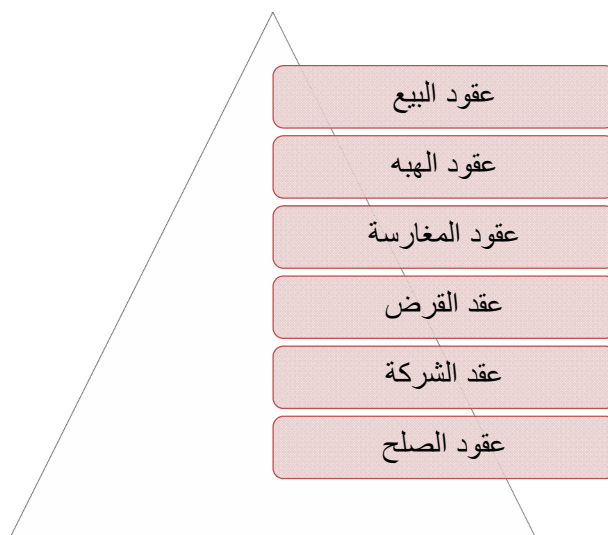 عقود البيع
عقود الهبه
عقود المغارسة
عقد القرض
عقد الشركة
عقود الصلح